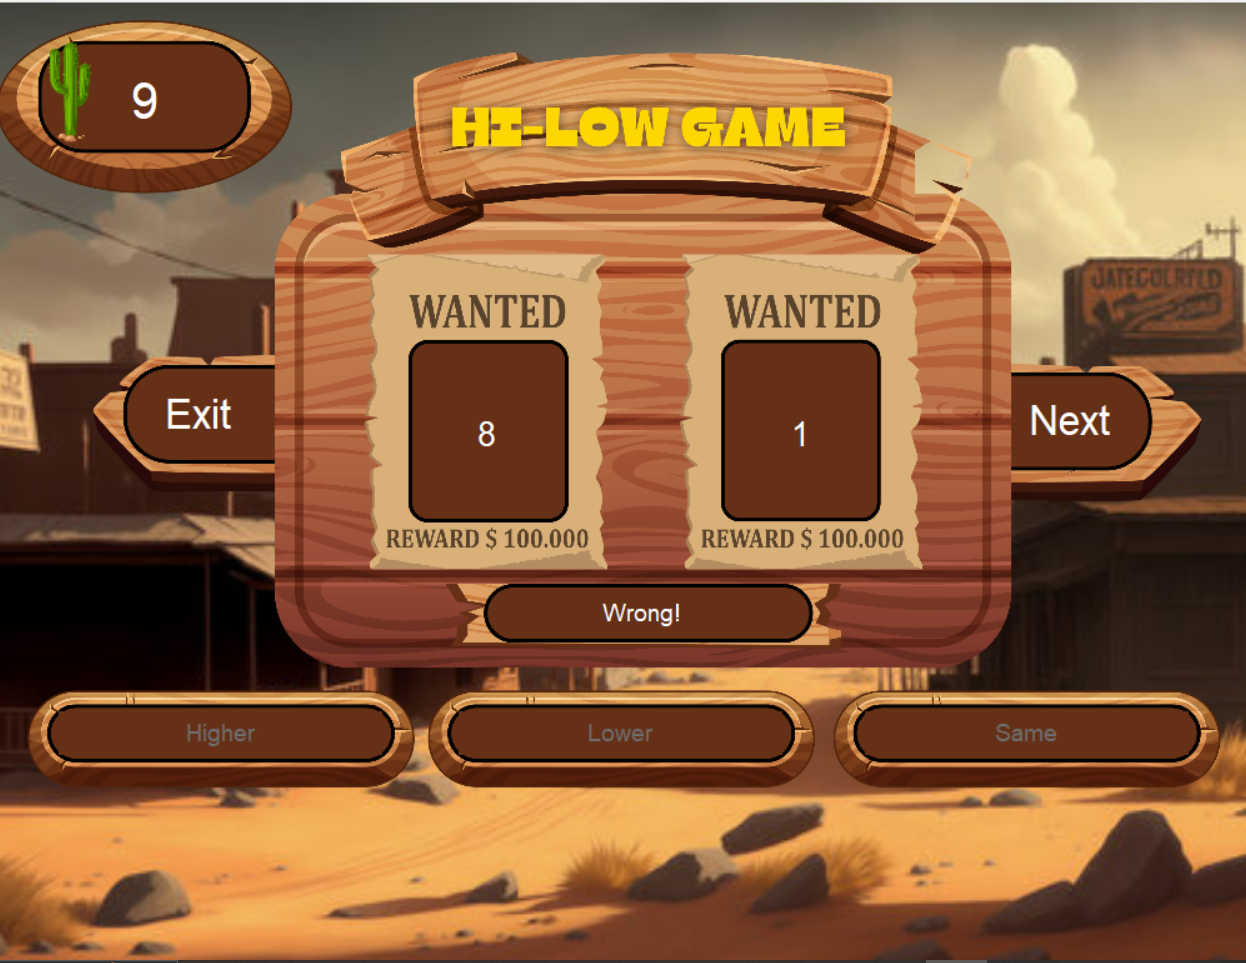 9
HI-LOW GAME
WANTED
WANTED
Exit
8
1
Next
REWARD $ 100.000
REWARD $ 100.000
Wrong!
Higher
Lower
Same